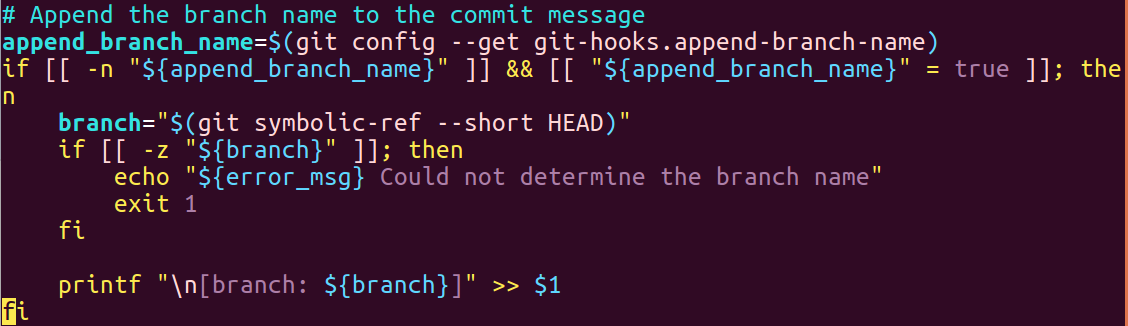 # Append the branch name to the commit message
append_branch_name=$(git config --get git-hooks.append-branch-name)
if [[ -n "${append_branch_name}" ]] && [[ "${append_branch_name}" = true ]]; the
n
    branch="$(git symbolic-ref --short HEAD)"
    if [[ -z "${branch}" ]]; then
        echo "${error_msg} Could not determine the branch name"
        exit 1
    fi

    printf "\n[branch: ${branch}]" >> $1
fi